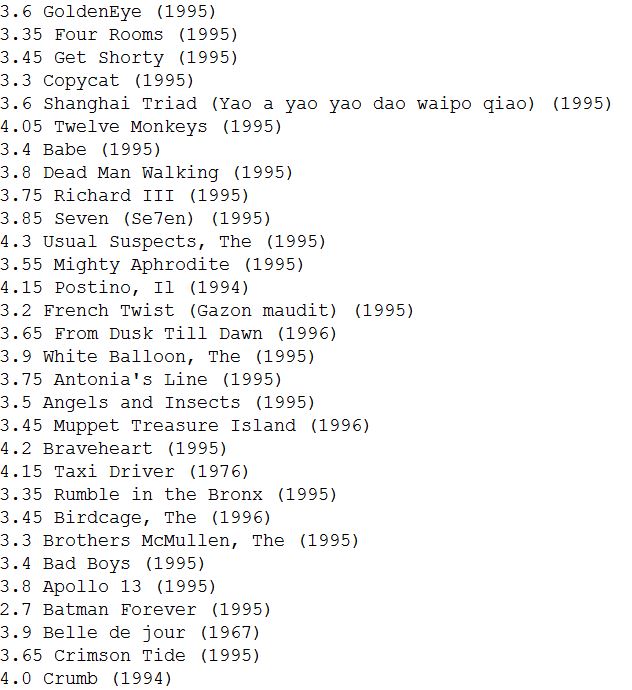 3.6 GoldenEye (1995)
3.35 Four Rooms (1995)
3.45 Get Shorty (1995)
3.3 Copycat (1995)
3.6 Shanghai Triad (Yao a yao yao dao waipo qiao) (1995)
4.05 Twelve Monkeys (1995)
3.4 Babe (1995)
3.8 Dead Man Walking (1995)
3.75 Richard III (1995)
3.85 Seven (Se7en) (1995)
4.3 Usual Suspects, The (1995)
3.55 Mighty Aphrodite (1995)
4.15 Postino, Il (1994)
3.2 French Twist (Gazon maudit) (1995)
3.65 From Dusk Till Dawn (1996)
3.9 White Balloon, The (1995)
3.75 Antonia's Line (1995)
3.5 Angels and Insects (1995)
3.45 Muppet Treasure Island (1996)
4.2 Braveheart (1995)
4.15 Taxi Driver (1976)
3.35 Rumble in the Bronx (1995)
3.45 Birdcage, The (1996)
3.3 Brothers McMullen, The (1995)
3.4 Bad Boys (1995)
3.8 Apollo 13 (1995)
2.7 Batman Forever (1995)
3.9 Belle de jour (1967)
3.65 Crimson Tide (1995)
4.0 Crumb (1994)